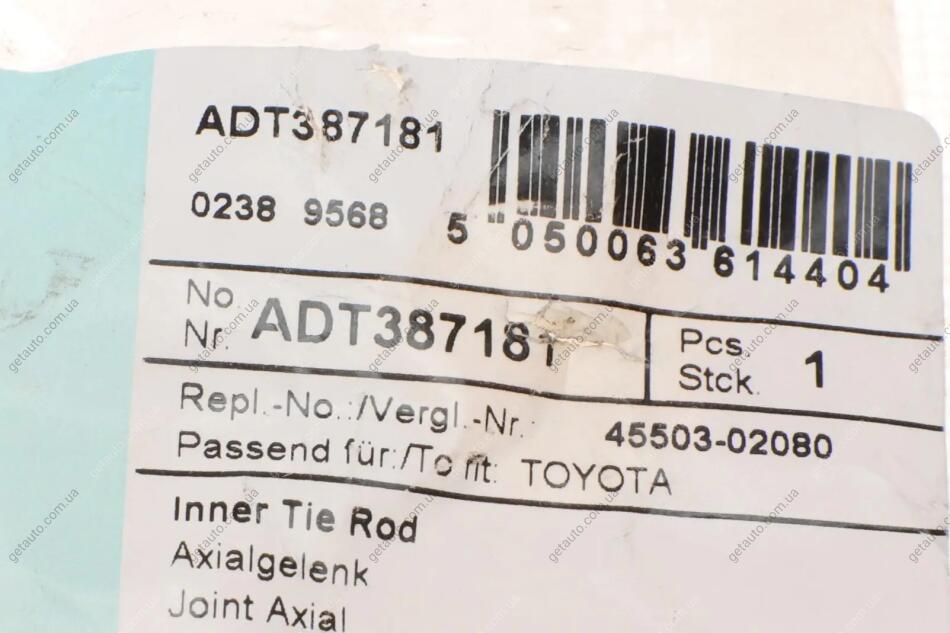 ADT387181
0238 9568
5 050063 614404
No.
Nr. ADT387181
Pcs.
Stck. 1
Repl.-No.:/Vergl.-Nr.: 45503-02080
Passend für:/To fit: TOYOTA
Inner Tie Rod
Axialgelenk
Joint Axial
getauto.com.ua